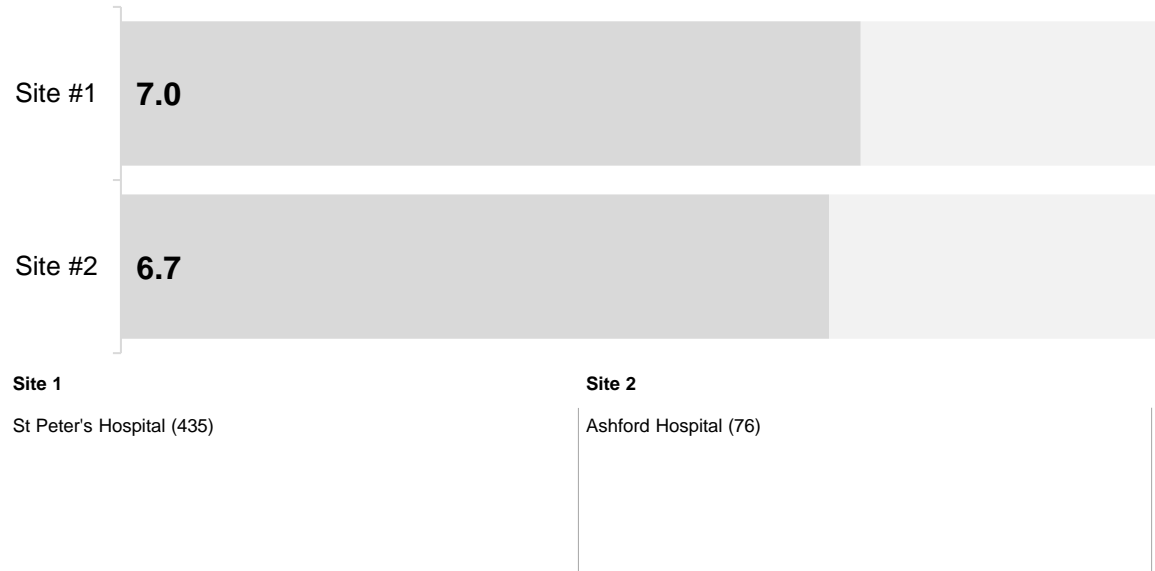 Site #1 7.0
Site #2 6.7
Site 1 Site 2
St Peter's Hospital (435) Ashford Hospital (76)